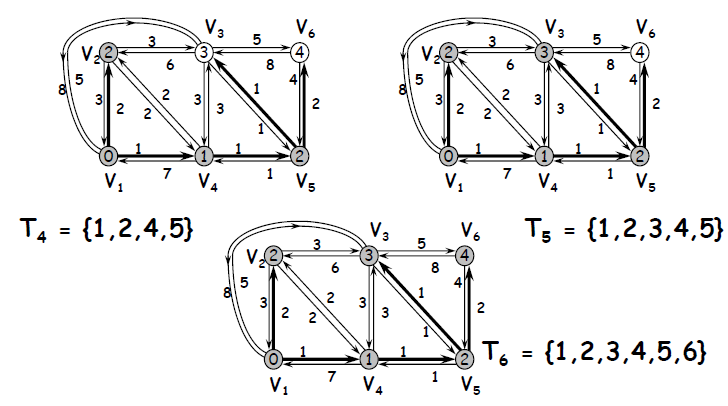 V3 V6
V2 2 3 3 5 4
6 8
8 5 3 2 2 2 3 3 1 1 4 2
0 1 1 1 2
V1 7 V4 1 V5
T4 = {1,2,4,5}
V3 V6
V2 2 3 3 5 4
6 8
8 5 3 2 2 2 3 3 1 1 4 2
0 1 1 1 2
V1 7 V4 1 V5
T5 = {1,2,3,4,5}
V3 V6
V2 2 3 3 5 4
6 8
8 5 3 2 2 2 3 3 1 1 4 2
0 1 1 1 2
V1 7 V4 1 V5
T6 = {1,2,3,4,5,6}